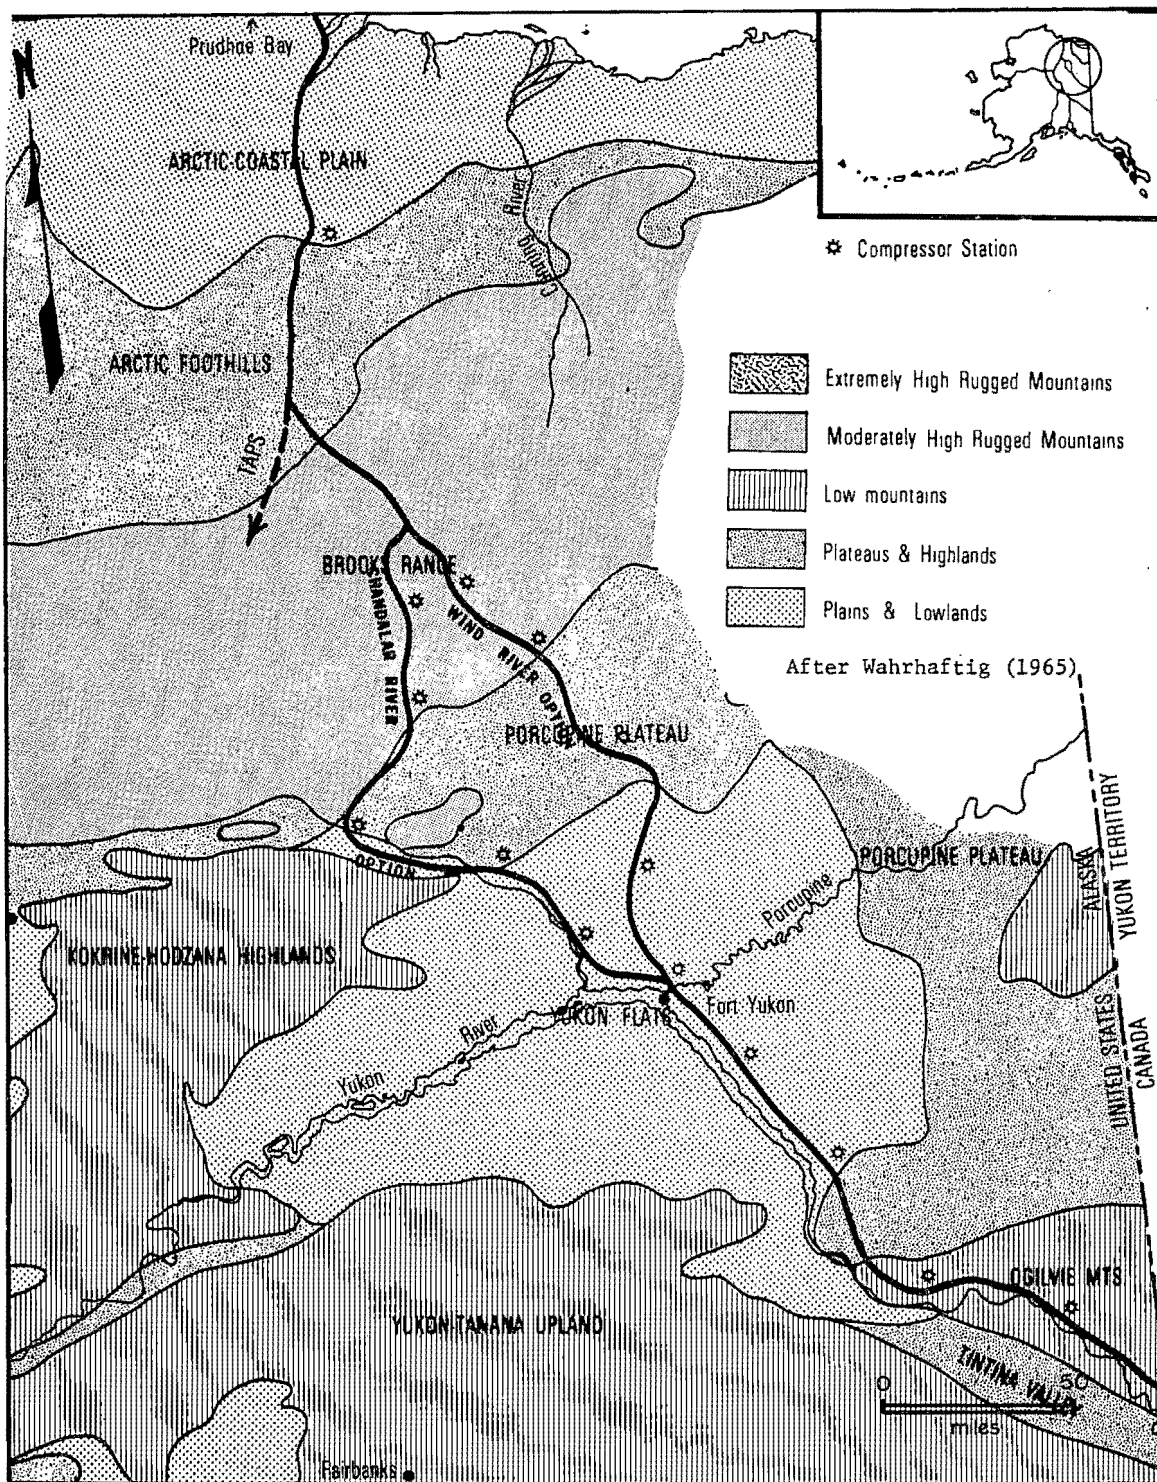 Prudhoe Bay
N
ARCTIC COASTAL PLAIN
Canning River
Compressor Station
ARCTIC FOOTHILLS
TAPS
Extremely High Rugged Mountains
Moderately High Rugged Mountains
Low mountains
Plateaus & Highlands
Plains & Lowlands
After Wahrhaftig (1965)
BROOKS RANGE
CHANDALAR RIVER
OPTION
WIND RIVER OPTION
PORCUPINE PLATEAU
PORCUPINE PLATEAU
ALASKA
YUKON TERRITORY
Porcupine
KOKRINE-HODZANA HIGHLANDS
Fort Yukon
YUKON FLATS
Yukon River
UNITED STATES
CANADA
OGILVIE MTS
YUKON-TANANA UPLAND
TINTINA VALLEY
0 50
miles
Fairbanks